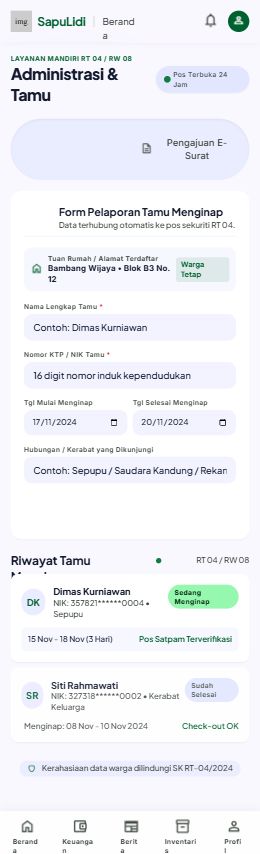 img SapuLidi Berand
a
LAYANAN MANDIRI RT 04 / RW 08
Administrasi &
Tamu
Pos Terbuka 24
Jam
Pengajuan E-
Surat
Form Pelaporan Tamu Menginap
Data terhubung otomatis ke pos sekuriti RT 04.
Tuan Rumah / Alamat Terdaftar
Bambang Wijaya • Blok B3 No.
12
Warga
Tetap
Nama Lengkap Tamu *
Contoh: Dimas Kurniawan
Nomor KTP / NIK Tamu *
16 digit nomor induk kependudukan
Tgl Mulai Menginap Tgl Selesai Menginap
17/11/2024 20/11/2024
Hubungan / Kerabat yang Dikunjungi
Contoh: Sepupu / Saudara Kandung / Rekan
Riwayat Tamu
RT 04 / RW 08
DK
Dimas Kurniawan
NIK: 357821******0004 •
Sepupu
Sedang
Menginap
15 Nov - 18 Nov (3 Hari) Pos Satpam Terverifikasi
SR
Siti Rahmawati
NIK: 327318******0002 • Kerabat
Keluarga
Sudah
Selesai
Menginap: 08 Nov - 10 Nov 2024 Check-out OK
Kerahasiaan data warga dilindungi SK RT-04/2024
Berand
a
Keuanga
n
Berit
a
Inventari
s
Profi
l